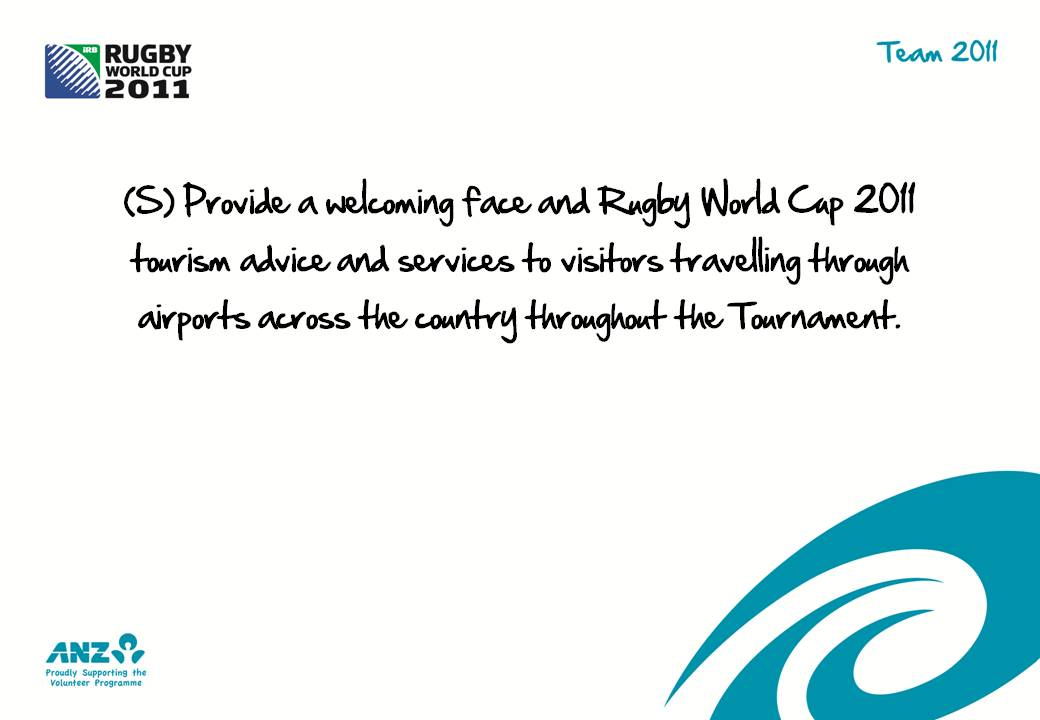 iRB
RUGBY
WORLD CUP
2011
Team 2011
(S) Provide a welcoming face and Rugby World Cup 2011
tourism advice and services to visitors travelling through
airports across the country throughout the Tournament.
ANZ
Proudly Supporting the
Volunteer Programme